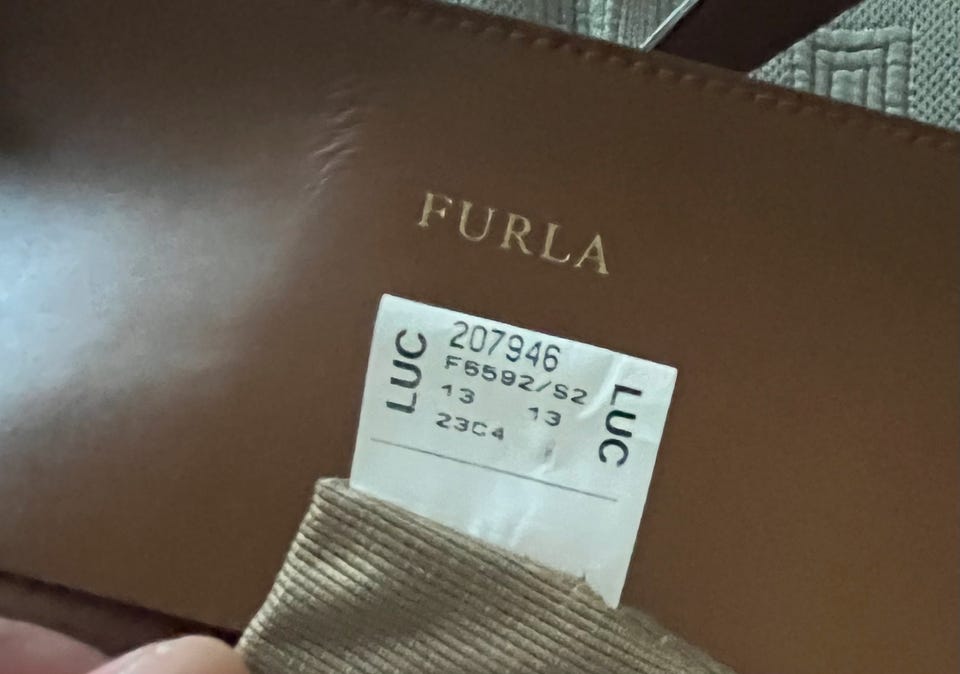 FURLA
LUC
207946
F6592/S2
13 13
23C4
LUC